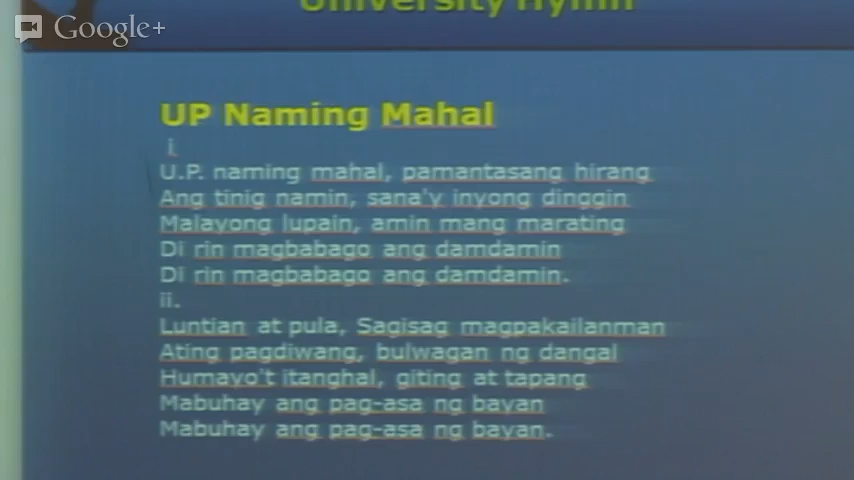 University Hymn
Google+
UP Naming Mahal
i.
U.P. naming mahal, pamantasang hirang
Ang tinig namin, sana'y inyong dinggin
Malayong lupain, amin mang marating
Di rin magbabago ang damdamin
Di rin magbabago ang damdamin.
ii.
Luntian at pula, Sagisag magpakailanman
Ating pagdiwang, bulwagan ng dangal
Humayo't itanghal, giting at tapang
Mabuhay ang pag-asa ng bayan
Mabuhay ang pag-asa ng bayan.